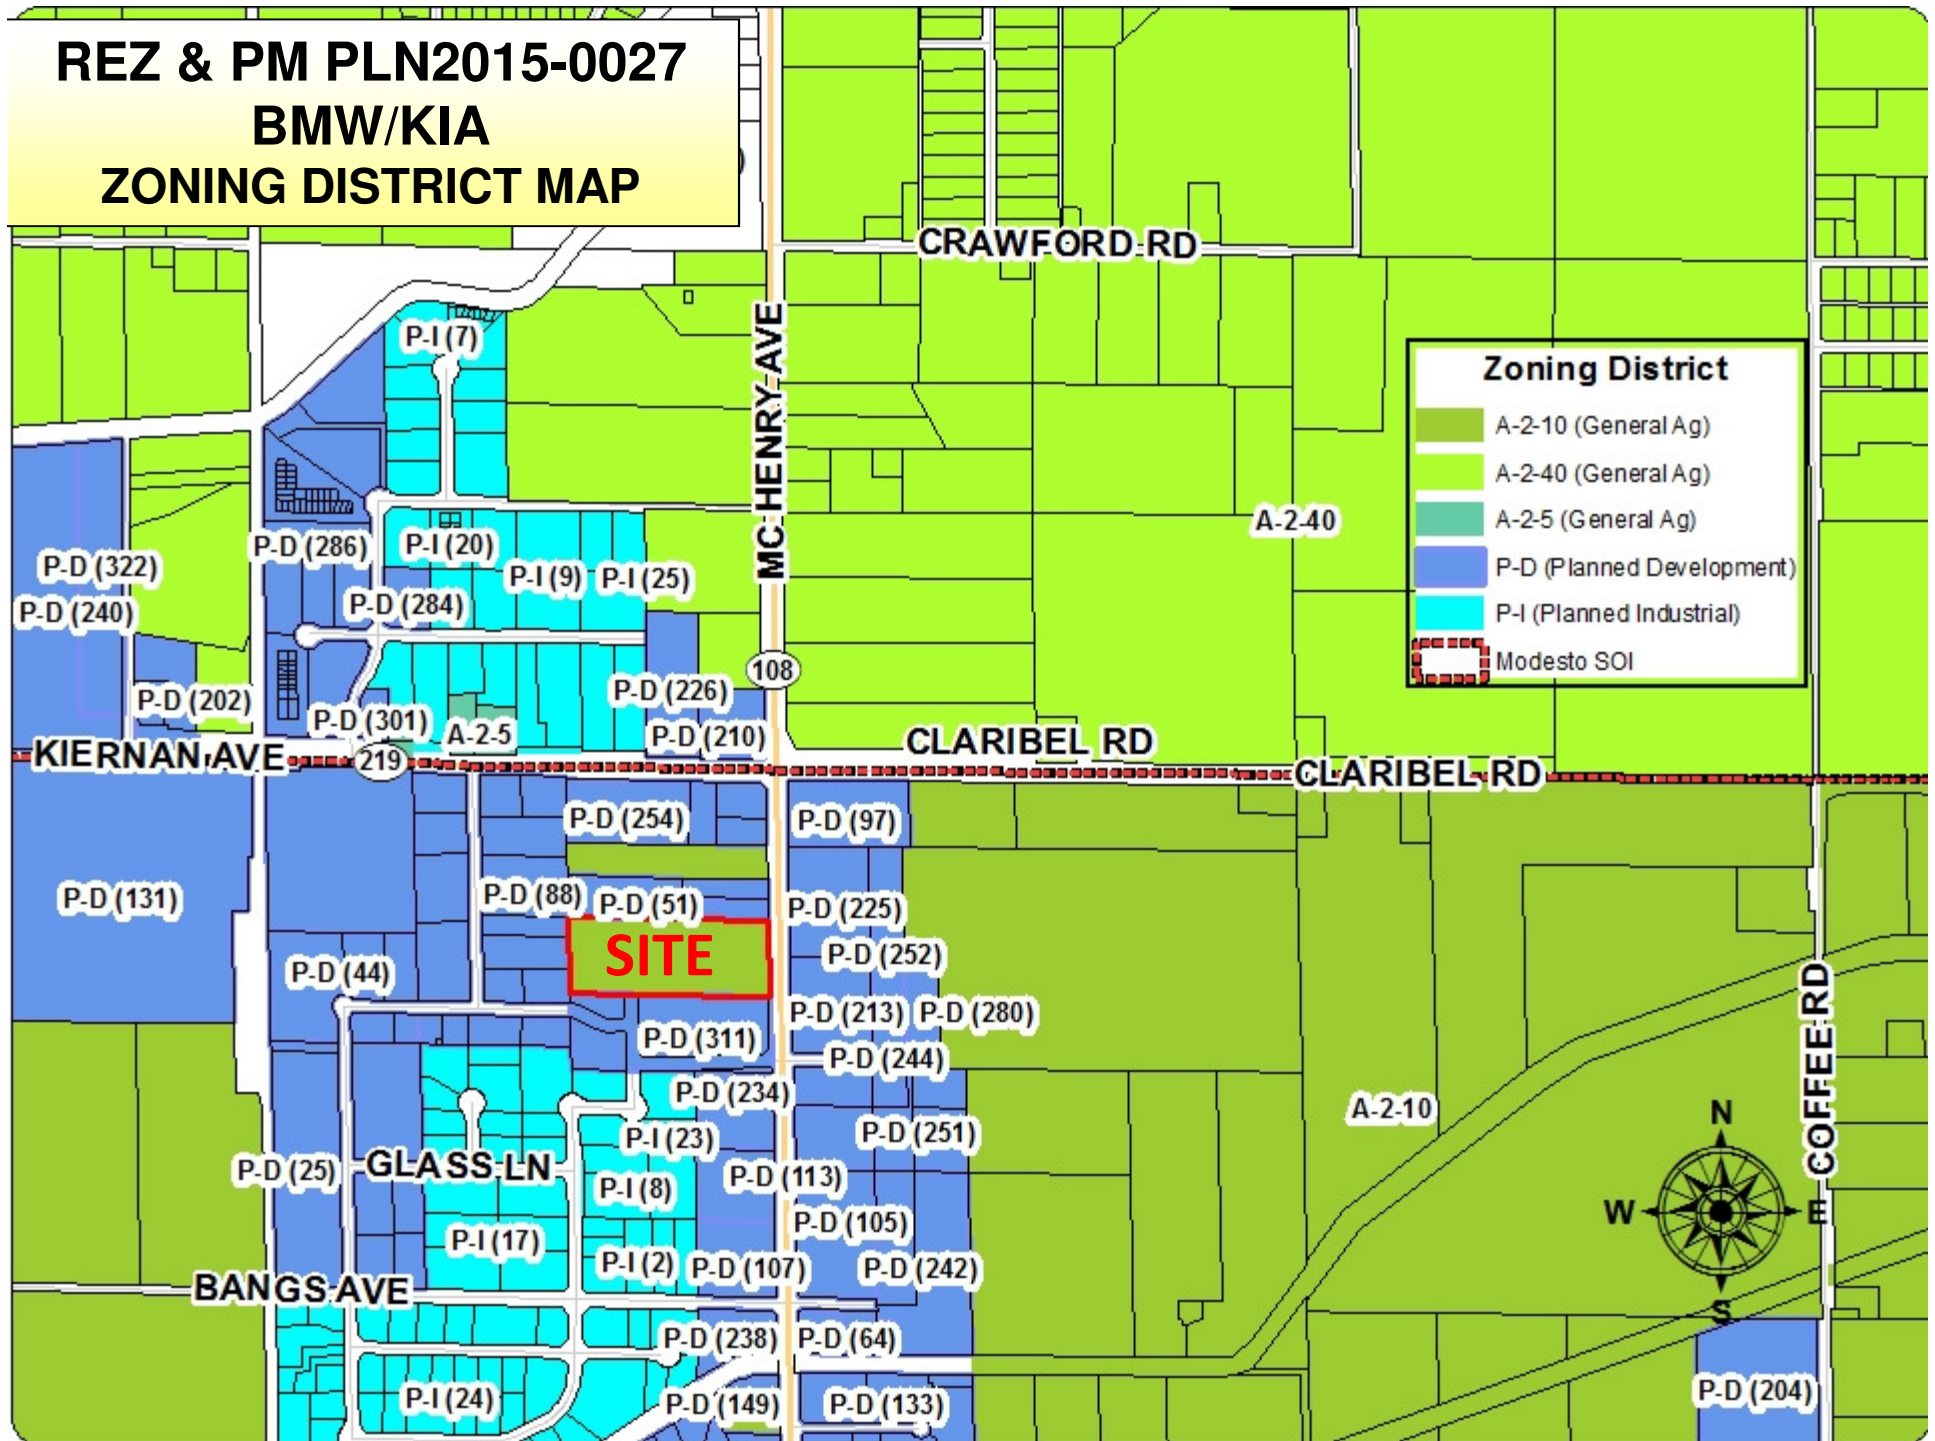 REZ & PM PLN2015-0027
BMW/KIA
ZONING DISTRICT MAP
)
CRAWFORD RD
P-I (7)
MC HENRY AVE
Zoning District
A-2-10 (General Ag)
A-2-40 (General Ag)
A-2-5 (General Ag)
P-D (Planned Development)
P-I (Planned Industrial)
Modesto SOI
A-2-40
P-D (286)
P-I (20)
P-D (322)
P-I (9)
P-I (25)
P-D (240)
P-D (284)
108
P-D (202)
P-D (226)
P-D (301)
A-2-5
P-D (210)
KIERNAN AVE
219
CLARIBEL RD
CLARIBEL RD
P-D (254)
P-D (97)
P-D (131)
P-D (88)
P-D (51)
P-D (225)
SITE
P-D (252)
P-D (44)
P-D (213)
P-D (280)
P-D (311)
P-D (244)
COFFEE RD
P-D (234)
A-2-10
P-I (23)
P-D (251)
P-D (25)
GLASS LN
P-I (8)
P-D (113)
P-D (105)
P-I (17)
P-I (2)
P-D (107)
P-D (242)
BANGS AVE
N
W
E
S
P-D (238)
P-D (64)
P-I (24)
P-D (149)
P-D (133)
P-D (204)